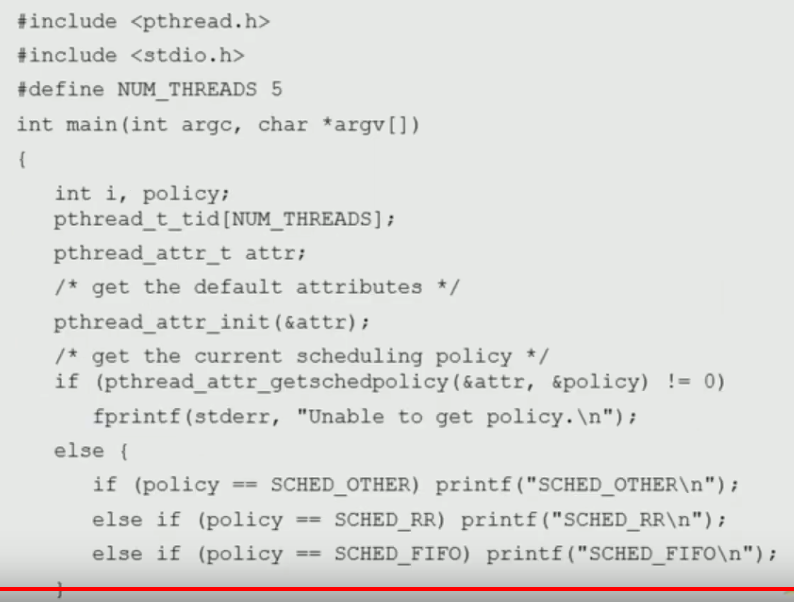 #include <pthread.h>
#include <stdio.h>
#define NUM_THREADS 5
int main(int argc, char *argv[])
{
int i, policy;
pthread_t_tid[NUM_THREADS];
pthread_attr_t attr;
/* get the default attributes */
pthread_attr_init(&attr);
/* get the current scheduling policy */
if (pthread_attr_getschedpolicy(&attr, &policy) != 0)
fprintf(stderr, "Unable to get policy.\n");
else {
if (policy == SCHED_OTHER) printf("SCHED_OTHER\n");
else if (policy == SCHED_RR) printf("SCHED_RR\n");
else if (policy == SCHED_FIFO) printf("SCHED_FIFO\n");
}